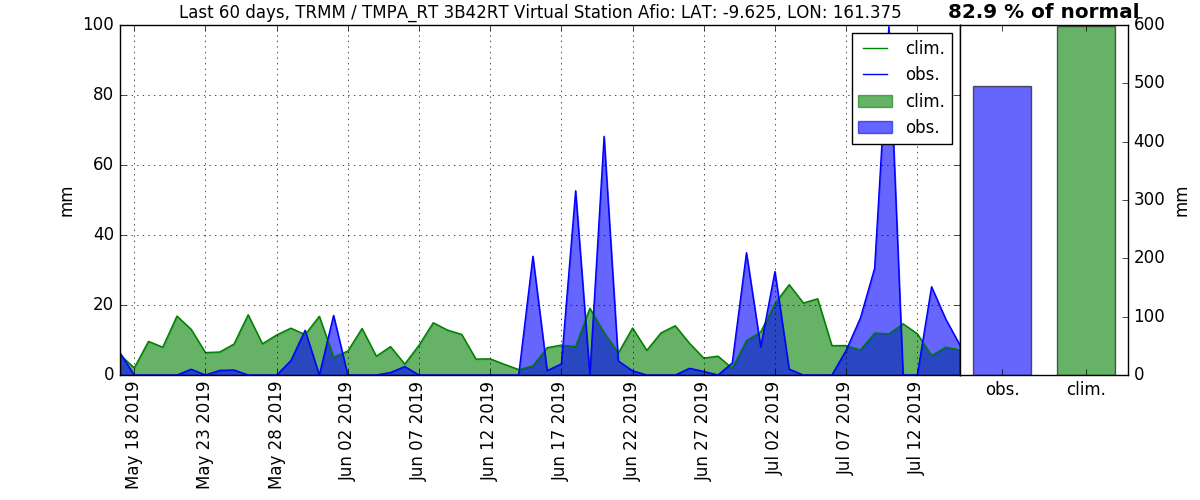 Last 60 days, TRMM / TMPA_RT 3B42RT Virtual Station Afio: LAT: -9.625, LON: 161.375
82.9 % of normal
100
80
60
40
20
0
mm
clim.
obs.
clim.
obs.
600
500
400
300
200
100
0
mm
May 18 2019
May 23 2019
May 28 2019
Jun 02 2019
Jun 07 2019
Jun 12 2019
Jun 17 2019
Jun 22 2019
Jun 27 2019
Jul 02 2019
Jul 07 2019
Jul 12 2019
obs.
clim.